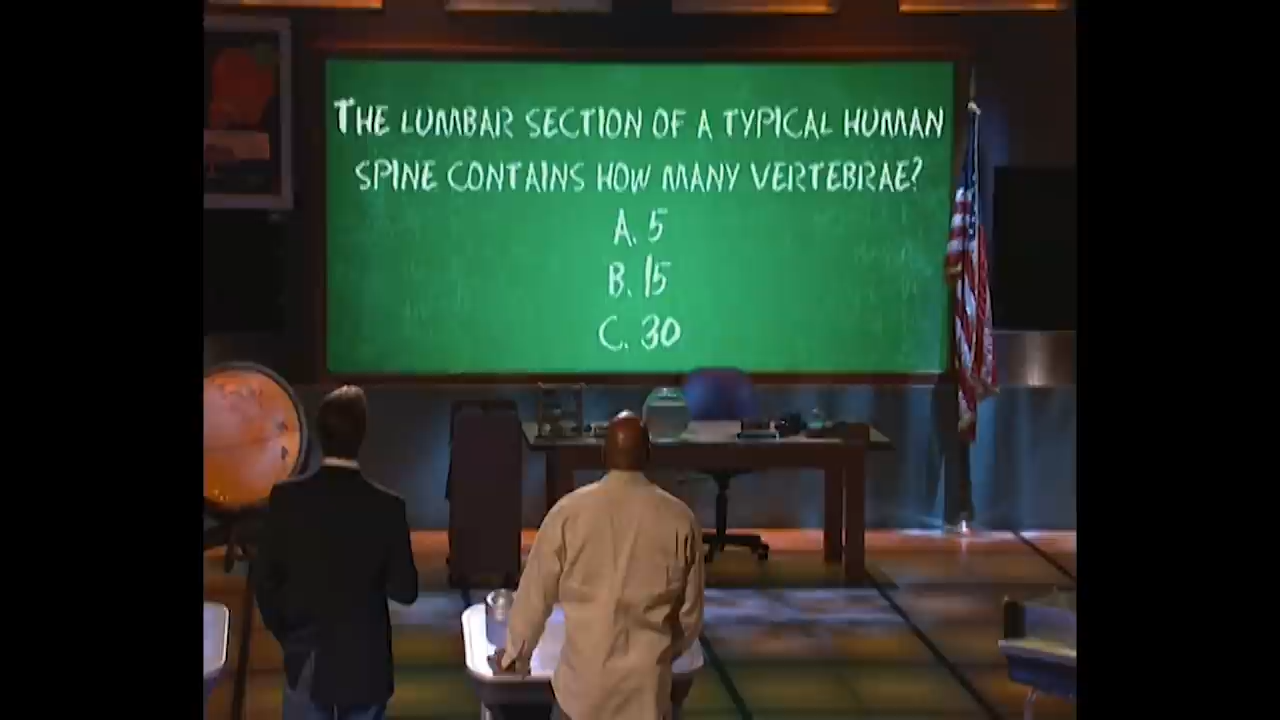 THE LUMBAR SECTION OF A TYPICAL HUMAN
SPINE CONTAINS HOW MANY VERTEBRAE?
A. 5
B. 15
C. 30